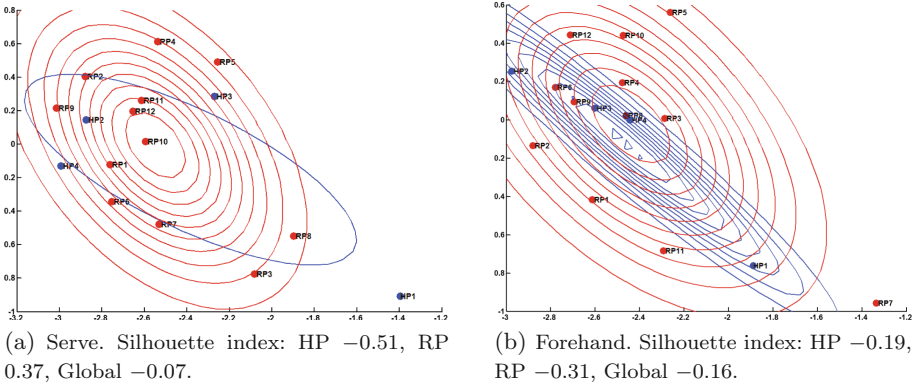 0.8
0.6
0.4
0.2
0
0.2
0.4
0.6
0.8
-1
-3.2 -3 -2.8 -2.6 -2.4 -2.2 -2 -1.8 -1.6 -1.4 -1.2
RP4
RP5
RP2
HP3
RP11
RP9
RP12
HP2
RP10
RP1
HP4
RP6
RP7
RP8
RP3
HP1
(a) Serve. Silhouette index: HP −0.51, RP
0.37, Global −0.07.
0.6
0.4
0.2
0
0.2
0.4
0.6
0.8
-1
-3 -2.8 -2.6 -2.4 -2.2 -2 -1.8 -1.6 -1.4 -1.2
RP5
RP12
RP10
HP2
RP4
RP6
RP9
HP3
RP8
HP4
RP3
RP2
RP1
RP11
HP1
RP7
(b) Forehand. Silhouette index: HP −0.19,
RP −0.31, Global −0.16.